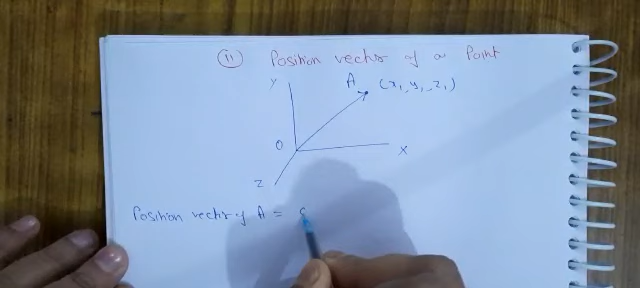 (ii) Position vector of a Point
Y
A (x₁, y₁, z₁)
O
X
Z
Position vector of A =